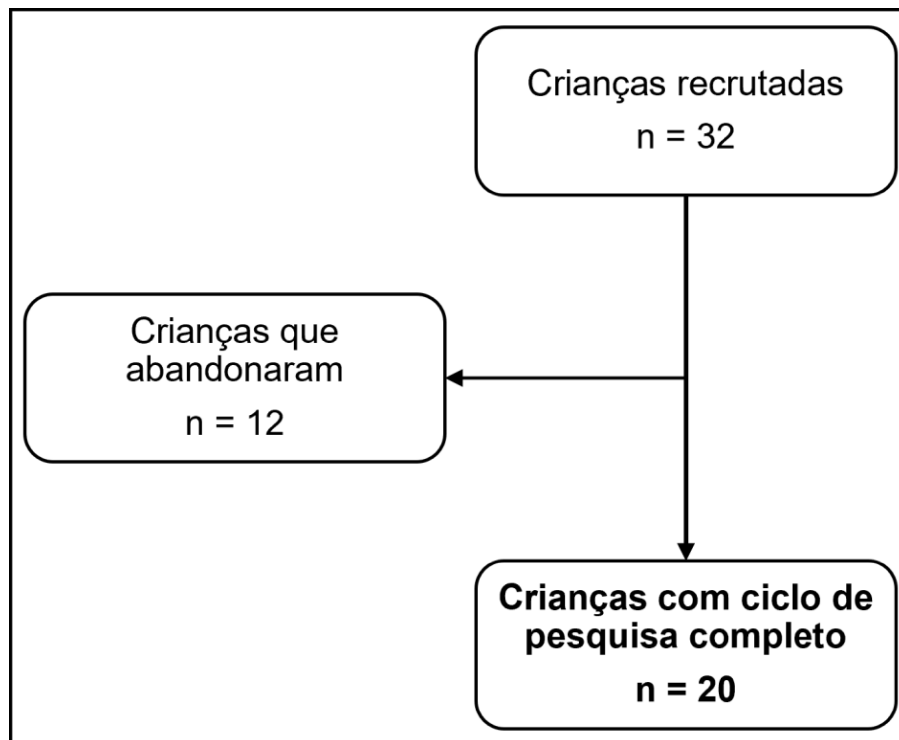 Crianças recrutadas
n = 32
Crianças que
abandonaram
n = 12
Crianças com ciclo de
pesquisa completo
n = 20